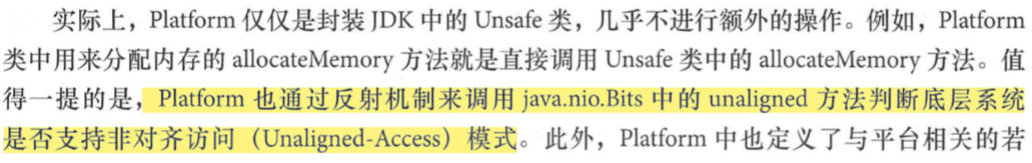 实际上，Platform 仅仅是封装 JDK 中的 Unsafe 类，几乎不进行额外的操作。例如，Platform
类中用来分配内存的 allocateMemory 方法就是直接调用 Unsafe 类中的 allocateMemory 方法。值
得一提的是，Platform 也通过反射机制来调用 java.nio.Bits 中的 unaligned 方法判断底层系统
是否支持非对齐访问（Unaligned-Access）模式。此外，Platform 中也定义了与平台相关的若